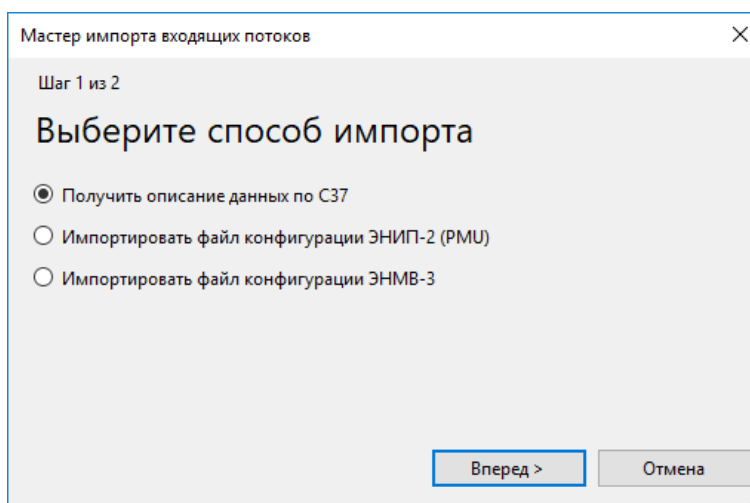 Мастер импорта входящих потоков
Шаг 1 из 2
Выберите способ импорта
Получить описание данных по C37
Импортировать файл конфигурации ЭНИП-2 (PMU)
Импортировать файл конфигурации ЭНМВ-3
Вперед > Отмена